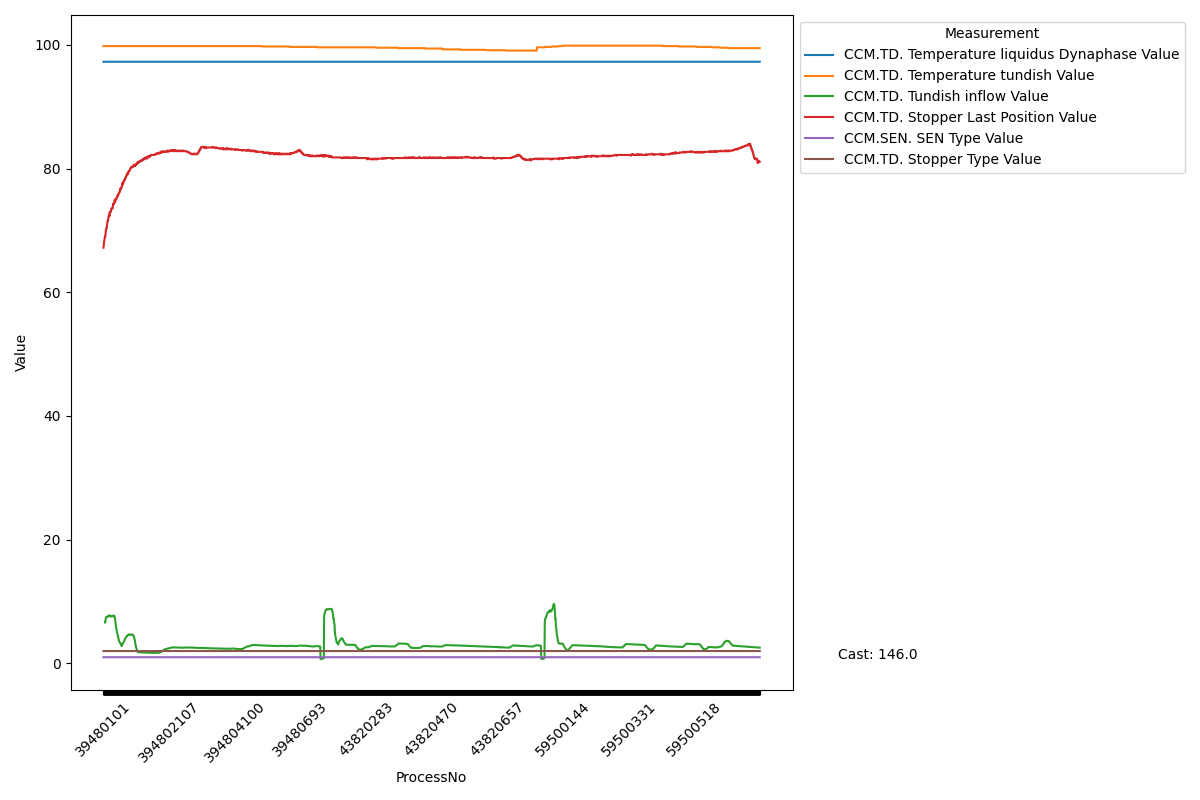 Measurement
CCM.TD. Temperature liquidus Dynaphase Value
CCM.TD. Temperature tundish Value
CCM.TD. Tundish inflow Value
CCM.TD. Stopper Last Position Value
CCM.SEN. SEN Type Value
CCM.TD. Stopper Type Value
100
80
60
40
20
0
Value
Cast: 146.0
39480101
394802107
394804100
39480693
43820283
43820470
43820657
59500144
59500331
59500518
ProcessNo